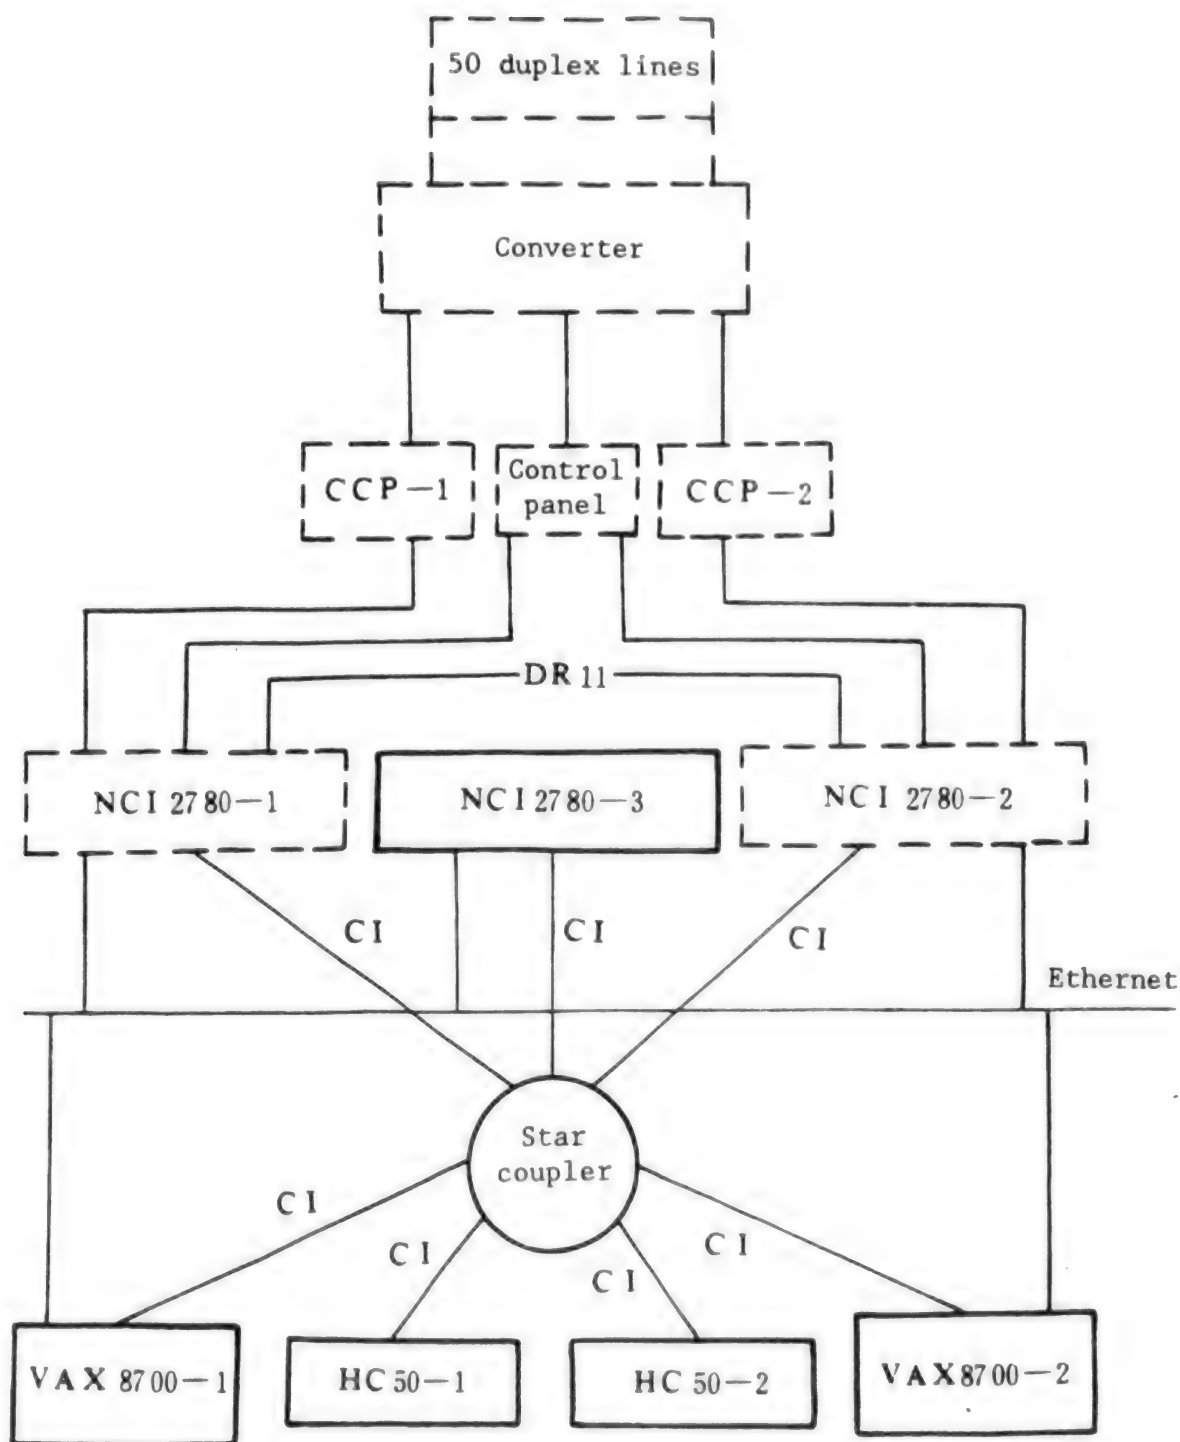 50 duplex lines
Converter
CCP-1
Control
panel
CCP-2
DR 11
NCI 2780-1
NCI 2780-3
NCI 2780-2
CI
CI
CI
Ethernet
Star
coupler
CI
CI
CI
CI
VAX 8700-1
HC 50-1
HC 50-2
VAX 8700-2